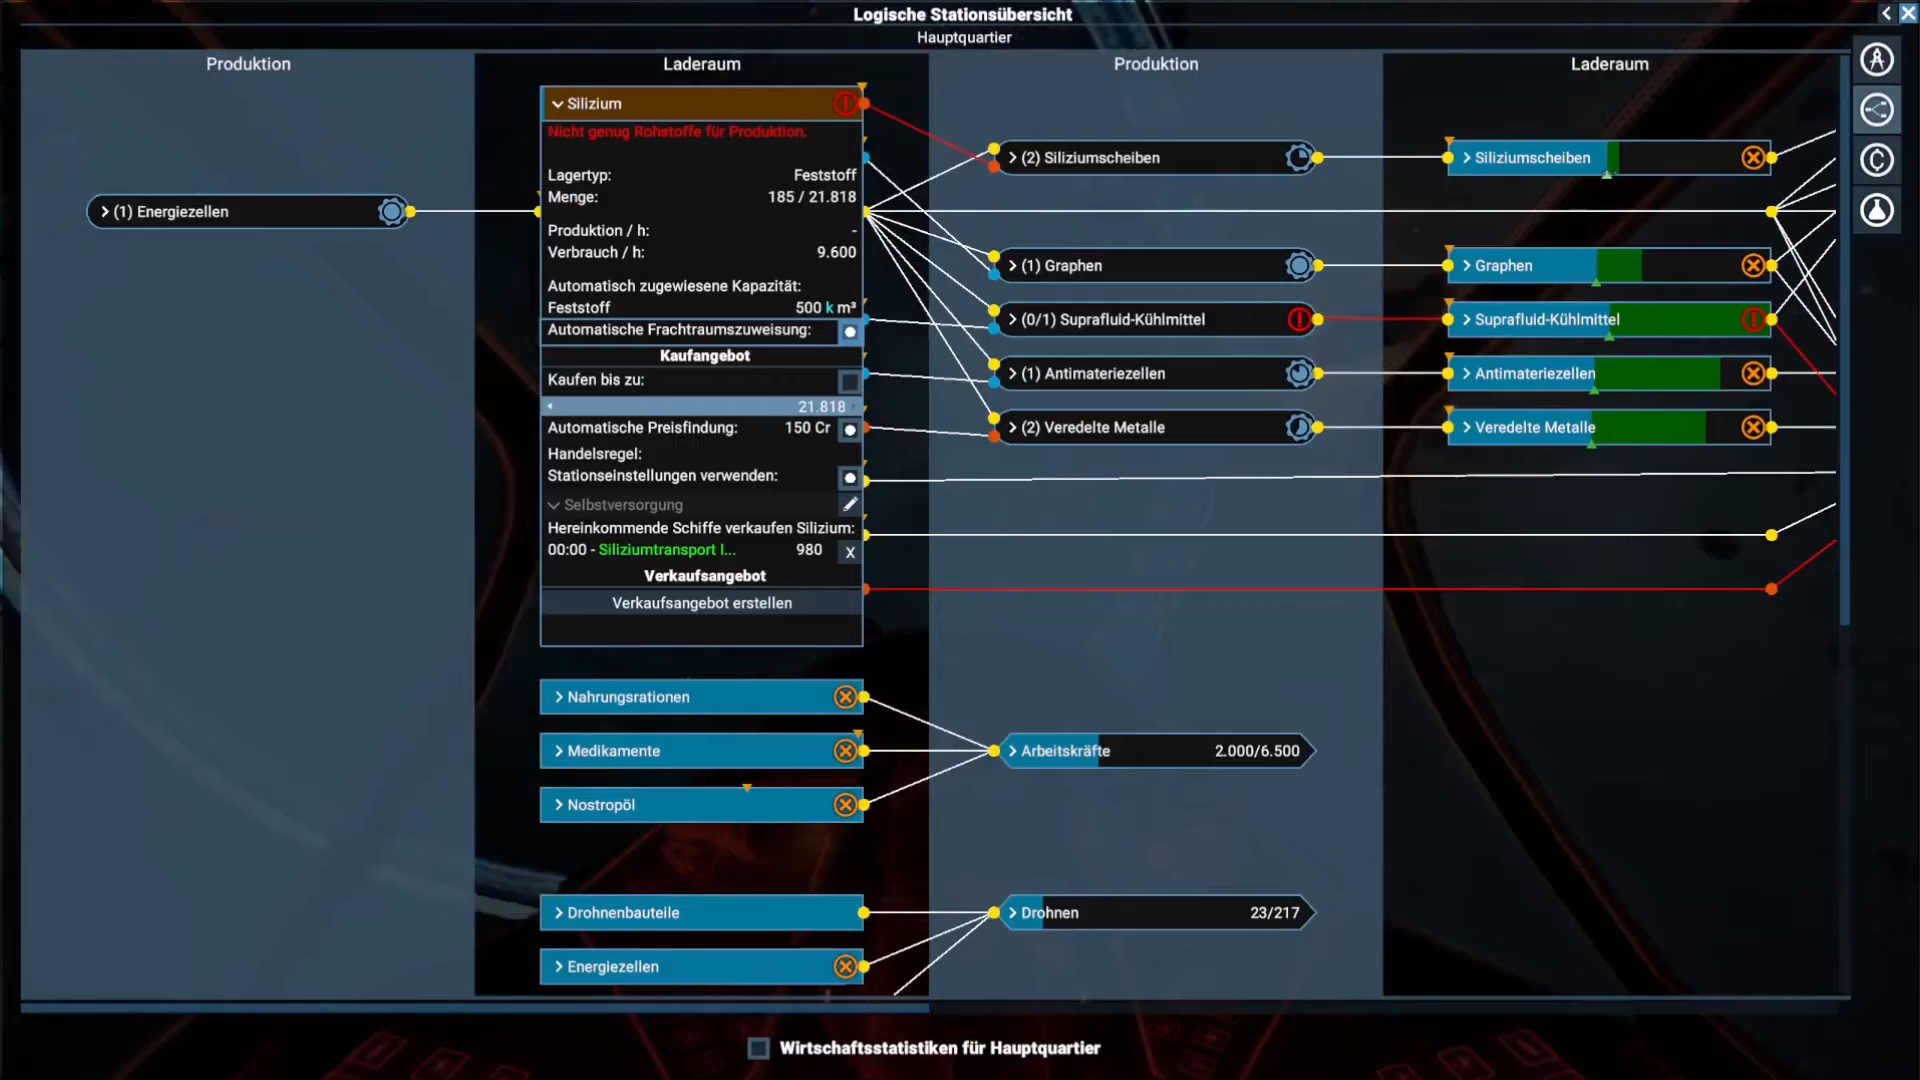 Logische Stationsübersicht
Hauptquartier
Produktion
Laderaum
Produktion
Laderaum
Silizium
Nicht genug Rohstoffe für Produktion.
Lagertyp: Feststoff
Menge: 185 / 21.818
Produktion / h: -
Verbrauch / h: 9.600
Automatisch zugewiesene Kapazität:
Feststoff 500 k m³
Automatische Frachtraumszuweisung:
Kaufangebot
Kaufen bis zu:
21.818
Automatische Preisfindung: 150 Cr
Handelsregel:
Stationseinstellungen verwenden:
Selbstversorgung
Hereinkommende Schiffe verkaufen Silizium:
00:00 - Siliziumtransport I... 980 X
Verkaufsangebot
Verkaufsangebot erstellen
(1) Energiezellen
(2) Siliziumscheiben
Siliziumscheiben
(1) Graphen
Graphen
(0/1) Suprafluid-Kühlmittel
Suprafluid-Kühlmittel
(1) Antimateriezellen
Antimateriezellen
(2) Veredelte Metalle
Veredelte Metalle
Nahrungsrationen
Medikamente
Arbeitskräfte 2.000/6.500
Nostropöl
Drohnenbauteile
Drohnen 23/217
Energiezellen
Wirtschaftsstatistiken für Hauptquartier